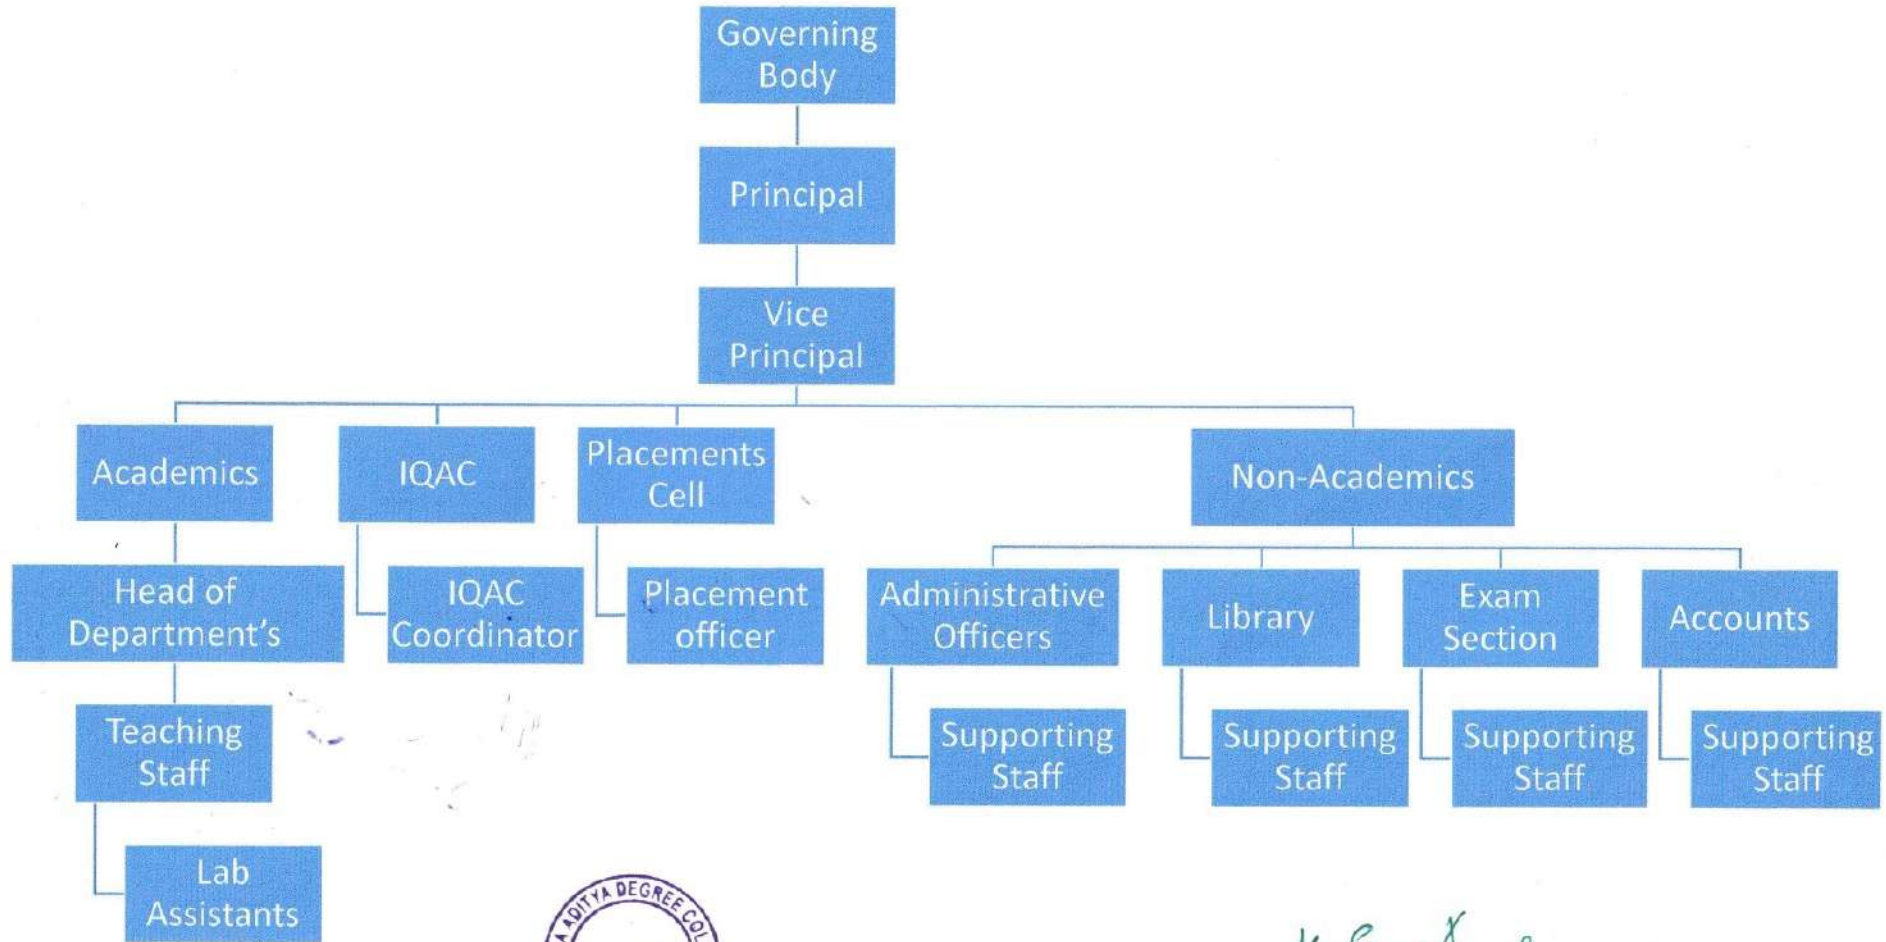 Governing
Body
Principal
Vice
Principal
Academics
IQAC
Placements
Cell
Non-Academics
Head of
Department's
IQAC
Coordinator
Placement
officer
Administrative
Officers
Library
Exam
Section
Accounts
Teaching
Staff
Supporting
Staff
Supporting
Staff
Supporting
Staff
Supporting
Staff
Lab
Assistants
ADITYA DEGREE COL